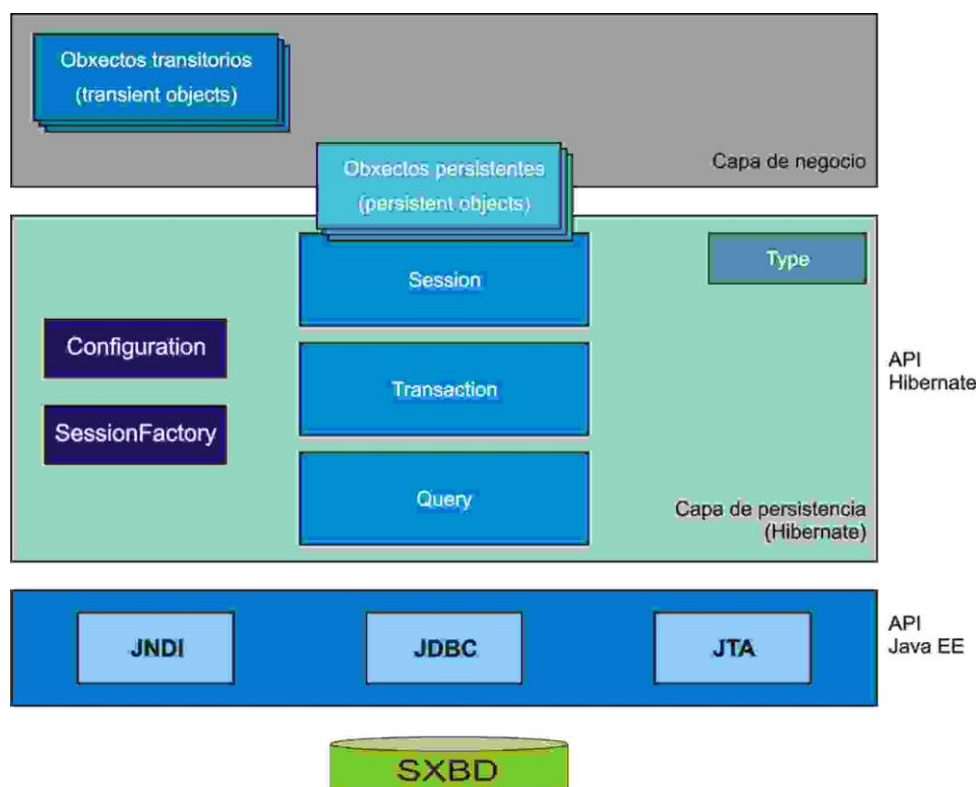 Obxectos transitorios
(transient objects)
Obxectos persistentes
(persistent objects)
Capa de negocio
Session
Type
Configuration
Transaction
API
Hibernate
SessionFactory
Query
Capa de persistencia
(Hibernate)
JNDI
JDBC
JTA
API
Java EE
SXBD